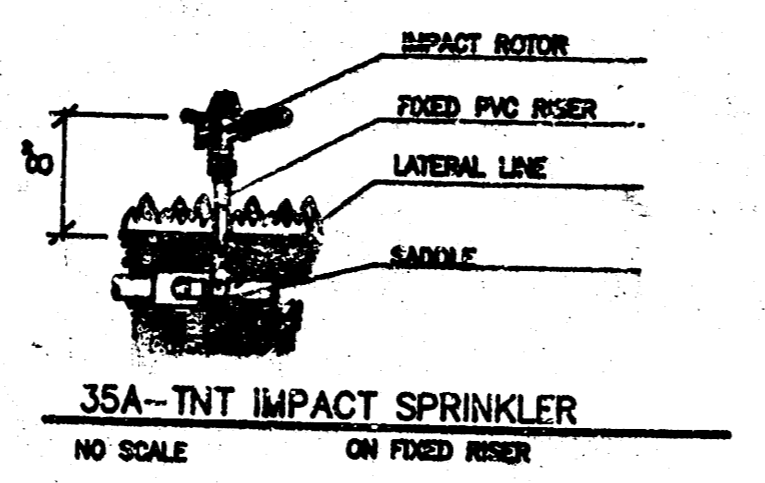 IMPACT ROTOR
FIXED PVC RISER
8"
LATERAL LINE
SADDLE
35A-TNT IMPACT SPRINKLER
NO SCALE ON FIXED RISER